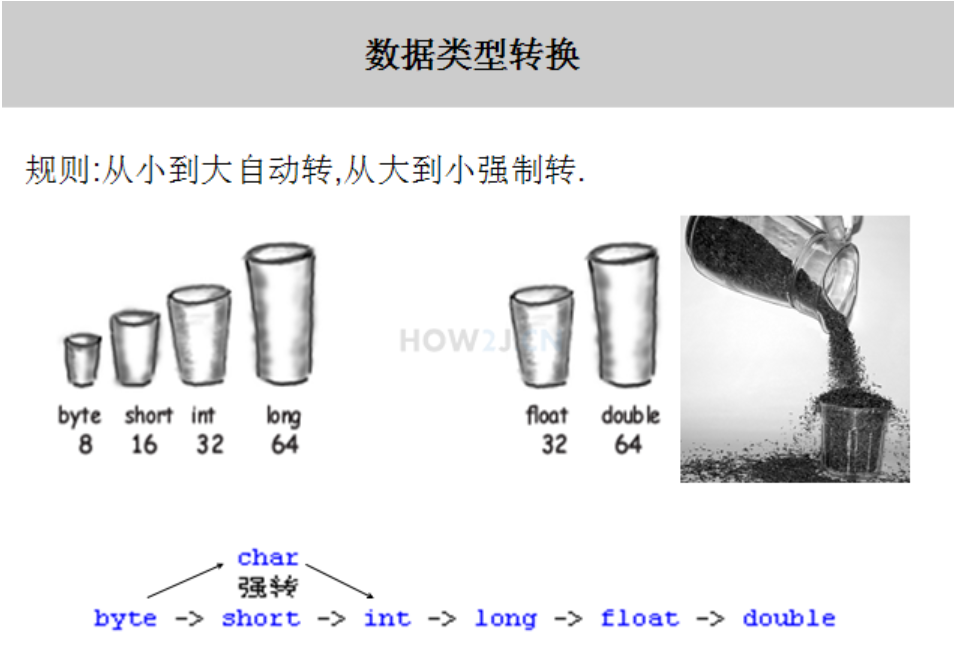 数据类型转换
规则:从小到大自动转,从大到小强制转.
HOW2J.CN
byte short int long float double
8 16 32 64 32 64
char
强转
byte -> short -> int -> long -> float -> double